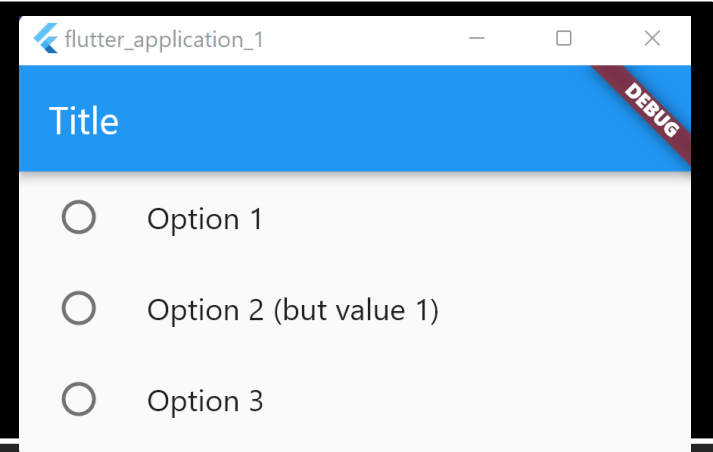 flutter_application_1
DEBUG
Title
Option 1
Option 2 (but value 1)
Option 3